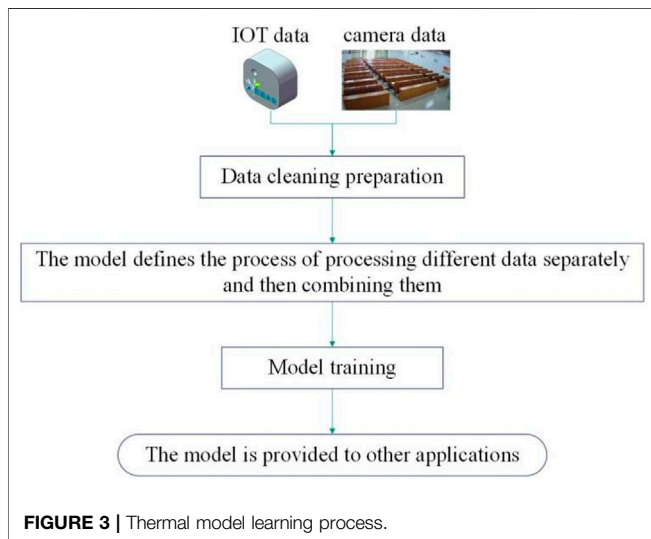 IOT data
camera data
Data cleaning preparation
The model defines the process of processing different data separately
and then combining them
Model training
The model is provided to other applications
FIGURE 3 | Thermal model learning process.